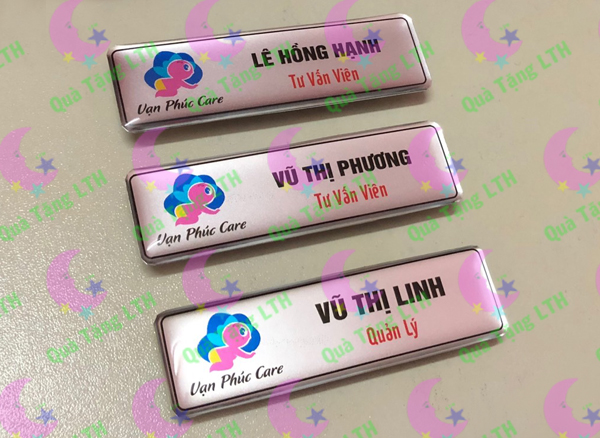 LÊ HỒNG HẠNH
Tư Vấn Viên
Vạn Phúc Care
VŨ THỊ PHƯƠNG
Tư Vấn Viên
Vạn Phúc Care
VŨ THỊ LINH
Quản Lý
Vạn Phúc Care
Quà Tặng LTH